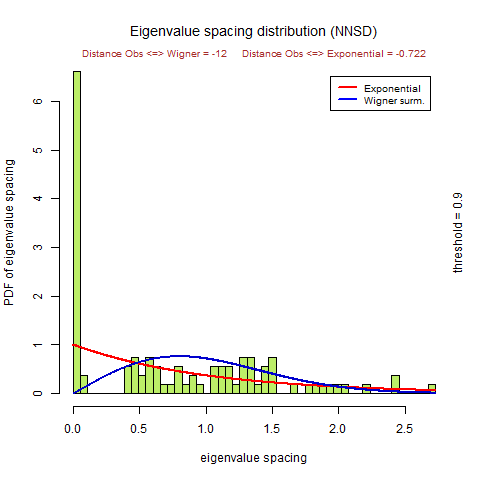 Eigenvalue spacing distribution (NNSD)
Distance Obs <=> Wigner = -12 Distance Obs <=> Exponential = -0.722
Exponential
Wigner surm.
PDF of eigenvalue spacing
6
5
4
3
2
1
0
threshold = 0.9
0.0 0.5 1.0 1.5 2.0 2.5
eigenvalue spacing